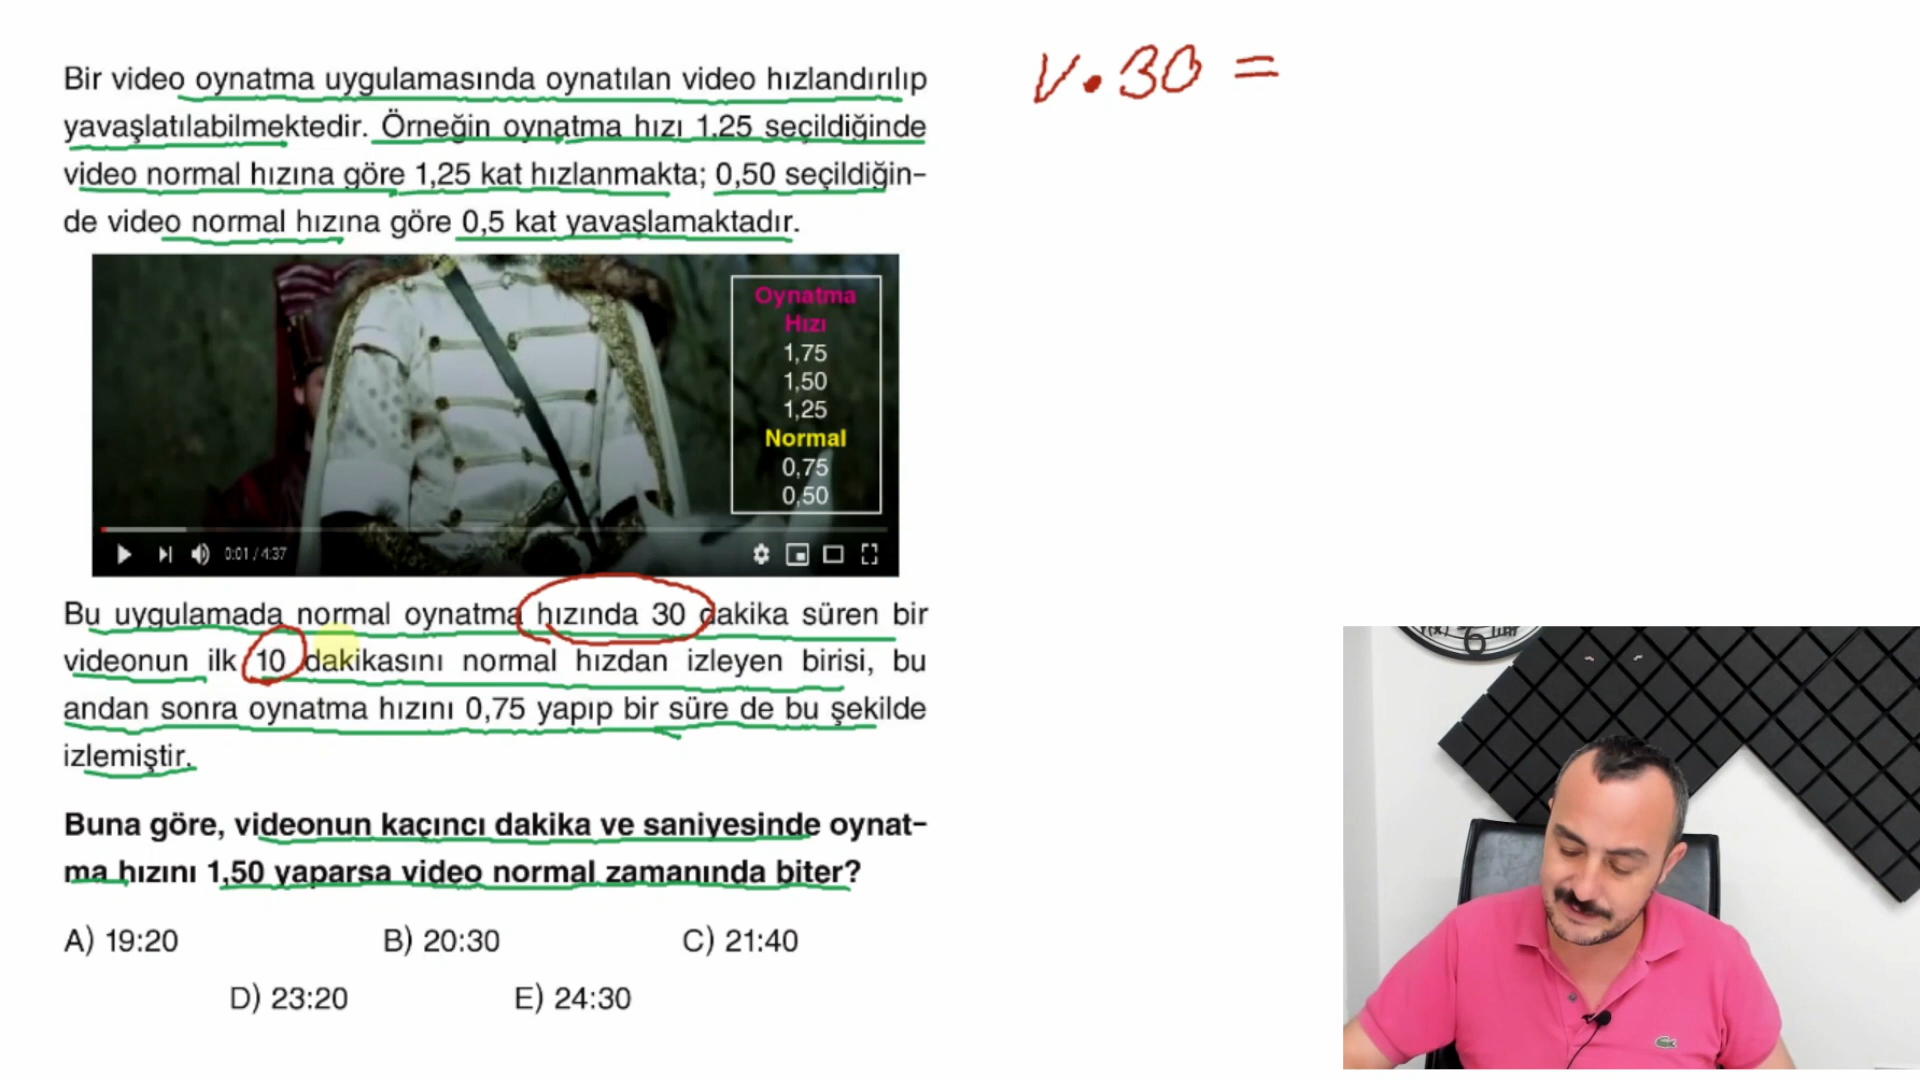 Bir video oynatma uygulamasında oynatılan video hızlandırılıp
yavaşlatılabilmektedir. Örneğin oynatma hızı 1,25 seçildiğinde
video normal hızına göre 1,25 kat hızlanmakta; 0,50 seçildiğin-
de video normal hızına göre 0,5 kat yavaşlamaktadır.
Oynatma
Hızı
1,75
1,50
1,25
Normal
0,75
0,50
0:01 / 4:37
Bu uygulamada normal oynatma hızında 30 dakika süren bir
videonun ilk 10 dakikasını normal hızdan izleyen birisi, bu
andan sonra oynatma hızını 0,75 yapıp bir süre de bu şekilde
izlemiştir.
Buna göre, videonun kaçıncı dakika ve saniyesinde oynat-
ma hızını 1,50 yaparsa video normal zamanında biter?
A) 19:20
B) 20:30
C) 21:40
D) 23:20
E) 24:30
V.30 =